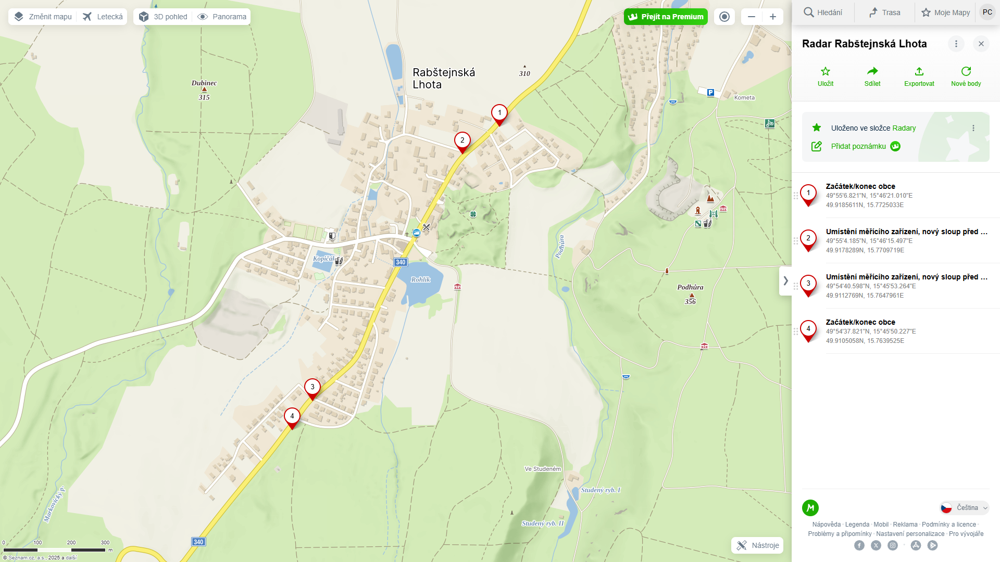 Změnit mapu
Letecká
3D pohled
Panorama
Přejít na Premium
Hledání
Trasa
Moje Mapy
PC
Radar Rabštejnská Lhota
Uložit
Sdílet
Exportovat
Nové body
Uloženo ve složce Radary
Přidat poznámku
1
Začátek/konec obce
49°55'6.821"N, 15°46'21.010"E
49.9185611N, 15.7725033E
2
Umístění měřícího zařízení, nový sloup před ...
49°55'4.185"N, 15°46'15.497"E
49.9178289N, 15.7709719E
3
Umístění měřícího zařízení, nový sloup před ...
49°54'40.598"N, 15°45'53.264"E
49.9112769N, 15.7647961E
4
Začátek/konec obce
49°54'37.821"N, 15°45'50.227"E
49.9105058N, 15.7639525E
Čeština
Nápověda · Legenda · Mobil · Reklama · Podmínky a licence ·
Problémy a připomínky · Nastavení personalizace · Pro vývojáře
Rabštejnská
Lhota
310
Dubinec
315
P
Kometa
1
2
Kopičák
340
Rohlík
Podhůra
Podhůra
356
3
4
Ve Studeném
Studený ryb. I
Studený ryb. II
Markovický p.
340
0 100 200 300
m
© Seznam.cz, a.s., 2025 a další
Nástroje